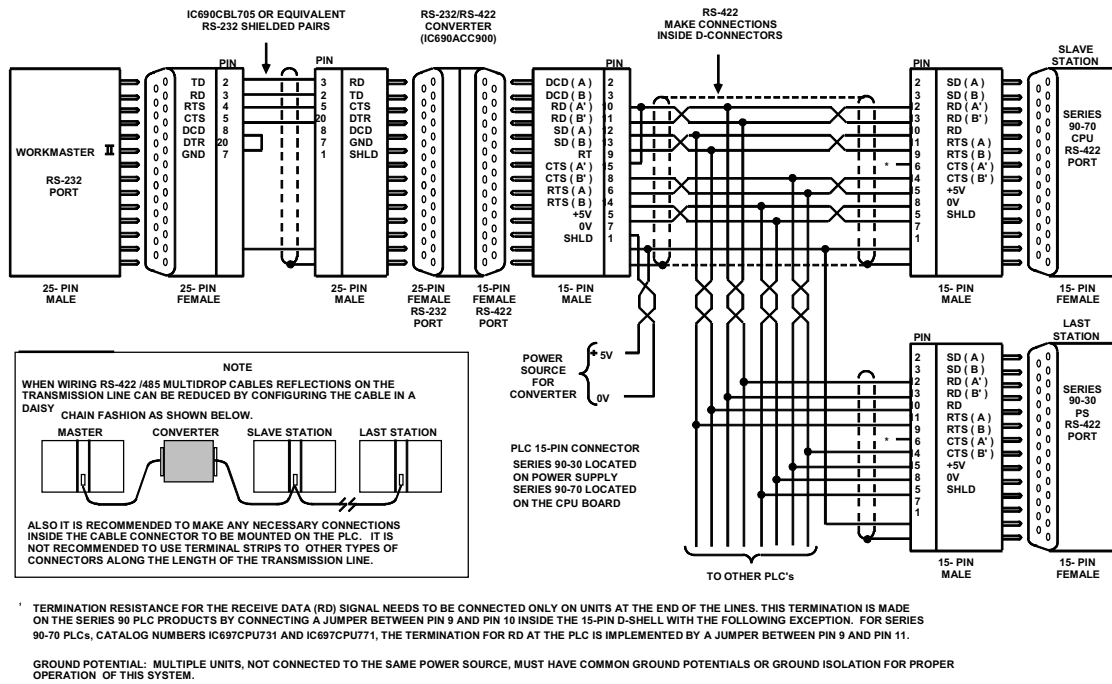 IC690CBL705 OR EQUIVALENT
RS-232 SHIELDED PAIRS
RS-232/RS-422
CONVERTER
(IC690ACC900)
RS-422
MAKE CONNECTIONS
INSIDE D-CONNECTORS
SLAVE
STATION
WORKMASTER II
RS-232
PORT
PIN
TD 2
RD 3
RTS 4
CTS 5
DCD 8
DTR 20
GND 7
PIN
3 RD
2 TD
5 CTS
20 DTR
8 DCD
7 GND
1 SHLD
PIN
DCD ( A ) 2
DCD ( B ) 3
RD ( A' ) 10
RD ( B' ) 11
SD ( A ) 12
SD ( B ) 13
RT 9
CTS ( A' ) 15
CTS ( B' ) 8
RTS ( A ) 6
RTS ( B ) 14
+5V 5
0V 7
SHLD 1
PIN
2 SD ( A )
3 SD ( B )
12 RD ( A' )
13 RD ( B' )
10 RD
11 RTS ( A )
9 RTS ( B )
* 6 CTS ( A' )
14 CTS ( B' )
15 +5V
8 0V
5 SHLD
7
1
SERIES
90-70
CPU
RS-422
PORT
25- PIN
MALE
25- PIN
FEMALE
25- PIN
MALE
25-PIN
FEMALE
RS-232
PORT
15-PIN
FEMALE
RS-422
PORT
15- PIN
MALE
15- PIN
MALE
15- PIN
FEMALE
POWER
SOURCE
FOR
CONVERTER
+ 5V
0V
LAST
STATION
PIN
2 SD ( A )
3 SD ( B )
12 RD ( A' )
13 RD ( B' )
10 RD
11 RTS ( A )
9 RTS ( B )
* 6 CTS ( A' )
14 CTS ( B' )
15 +5V
8 0V
5 SHLD
7
1
SERIES
90-30
PS
RS-422
PORT
15- PIN
MALE
15- PIN
FEMALE
PLC 15-PIN CONNECTOR
SERIES 90-30 LOCATED
ON POWER SUPPLY
SERIES 90-70 LOCATED
ON THE CPU BOARD
TO OTHER PLC's
NOTE
WHEN WIRING RS-422 /485 MULTIDROP CABLES REFLECTIONS ON THE
TRANSMISSION LINE CAN BE REDUCED BY CONFIGURING THE CABLE IN A
DAISY
CHAIN FASHION AS SHOWN BELOW.
MASTER CONVERTER SLAVE STATION LAST STATION
ALSO IT IS RECOMMENDED TO MAKE ANY NECESSARY CONNECTIONS
INSIDE THE CABLE CONNECTOR TO BE MOUNTED ON THE PLC. IT IS
NOT RECOMMENDED TO USE TERMINAL STRIPS TO OTHER TYPES OF
CONNECTORS ALONG THE LENGTH OF THE TRANSMISSION LINE.
' TERMINATION RESISTANCE FOR THE RECEIVE DATA (RD) SIGNAL NEEDS TO BE CONNECTED ONLY ON UNITS AT THE END OF THE LINES. THIS TERMINATION IS MADE
ON THE SERIES 90 PLC PRODUCTS BY CONNECTING A JUMPER BETWEEN PIN 9 AND PIN 10 INSIDE THE 15-PIN D-SHELL WITH THE FOLLOWING EXCEPTION. FOR SERIES
90-70 PLCs, CATALOG NUMBERS IC697CPU731 AND IC697CPU771, THE TERMINATION FOR RD AT THE PLC IS IMPLEMENTED BY A JUMPER BETWEEN PIN 9 AND PIN 11.
GROUND POTENTIAL: MULTIPLE UNITS, NOT CONNECTED TO THE SAME POWER SOURCE, MUST HAVE COMMON GROUND POTENTIALS OR GROUND ISOLATION FOR PROPER
OPERATION OF THIS SYSTEM.